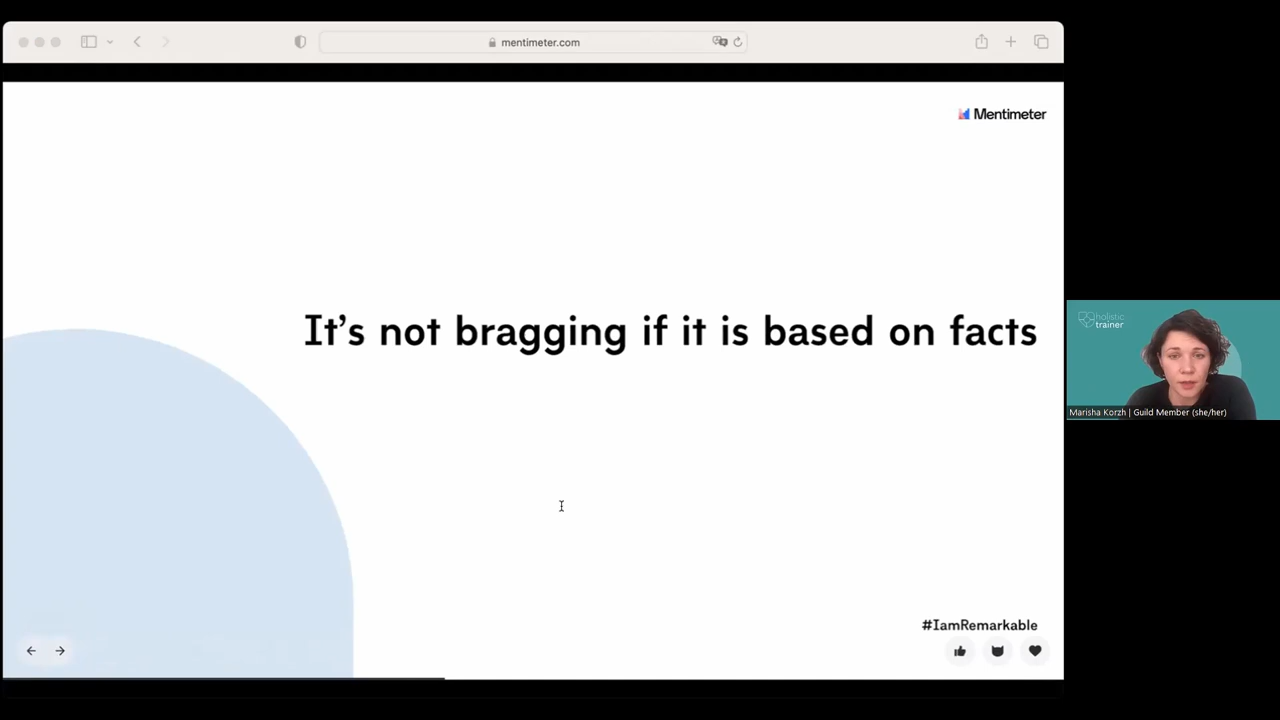 mentimeter.com
Mentimeter
It's not bragging if it is based on facts
holistic
trainer
Marisha Korzh | Guild Member (she/her)
#IamRemarkable